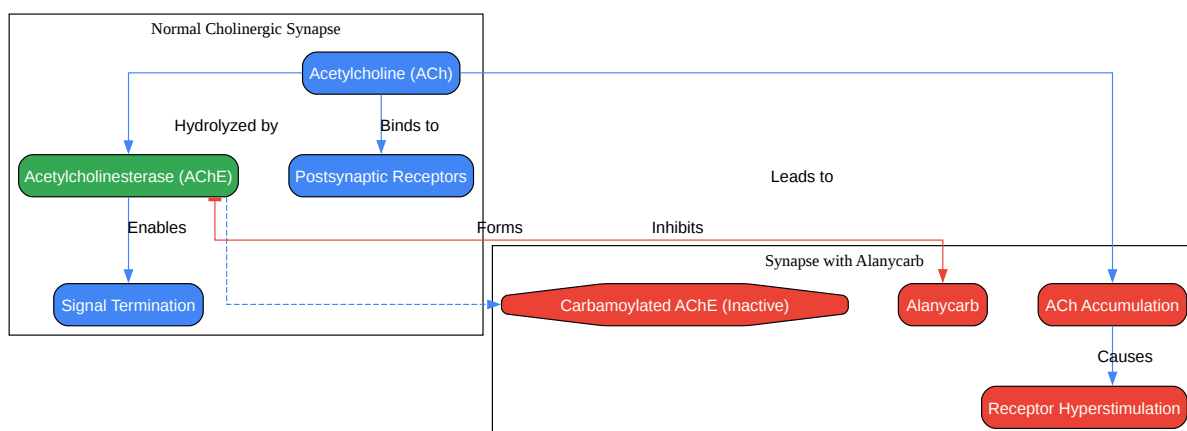 Normal Cholinergic Synapse
Acetylcholine (ACh)
Hydrolyzed by
Binds to
Acetylcholinesterase (AChE)
Postsynaptic Receptors
Leads to
Enables
Forms
Inhibits
Synapse with Alanycarb
Signal Termination
Carbamoylated AChE (Inactive)
Alanycarb
ACh Accumulation
Causes
Receptor Hyperstimulation